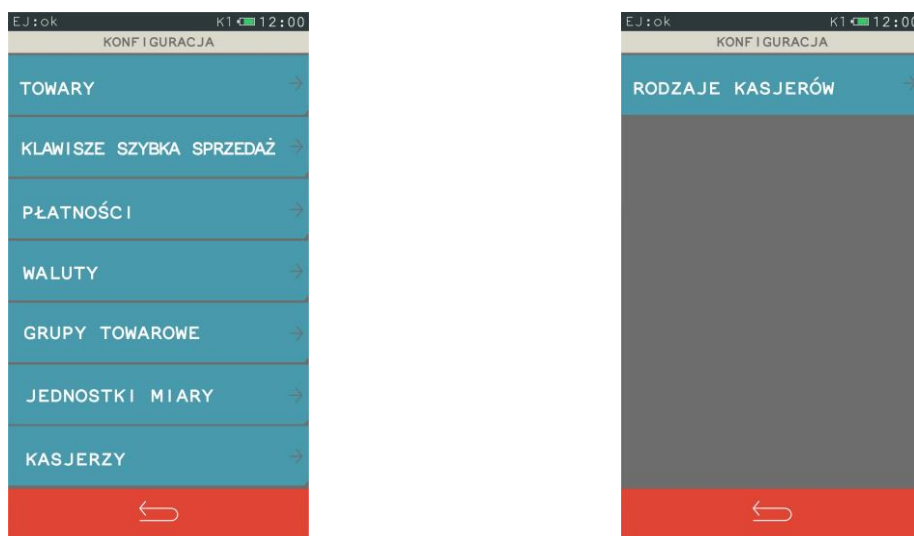 EJ:ok K1 12:00
KONFIGURACJA
TOWARY
KLAWISZE SZYBKA SPRZEDAŻ
PŁATNOŚCI
WALUTY
GRUPY TOWAROWE
JEDNOSTKI MIARY
KASJERZY
EJ:ok K1 12:00
KONFIGURACJA
RODZAJE KASJERÓW